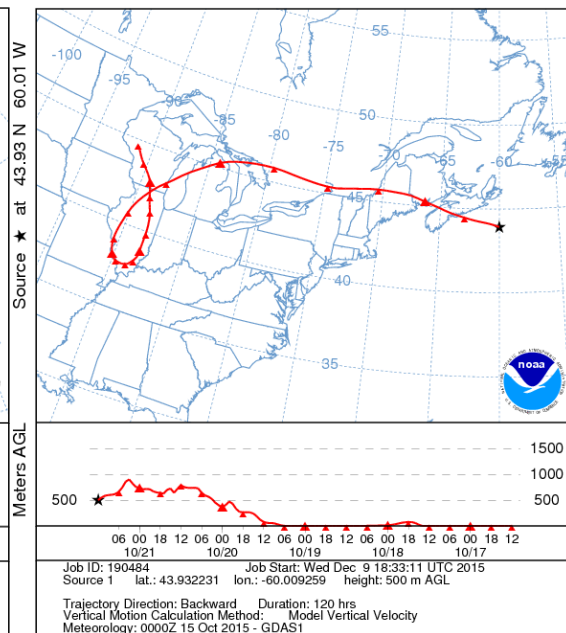 Source ★ at 43.93 N 60.01 W
-100
-95
-90
-85
-80
-75
-70
-65
-60
-55
55
50
45
40
35
noaa
Meters AGL
1500
1000
500
500
06 00 18 12 06 00 18 12 06 00 18 12 06 00 18 12 06 00 18 12
10/21 10/20 10/19 10/18 10/17
Job ID: 190484 Job Start: Wed Dec 9 18:33:11 UTC 2015
Source 1 lat.: 43.932231 lon.: -60.009259 height: 500 m AGL
Trajectory Direction: Backward Duration: 120 hrs
Vertical Motion Calculation Method: Model Vertical Velocity
Meteorology: 0000Z 15 Oct 2015 - GDAS1